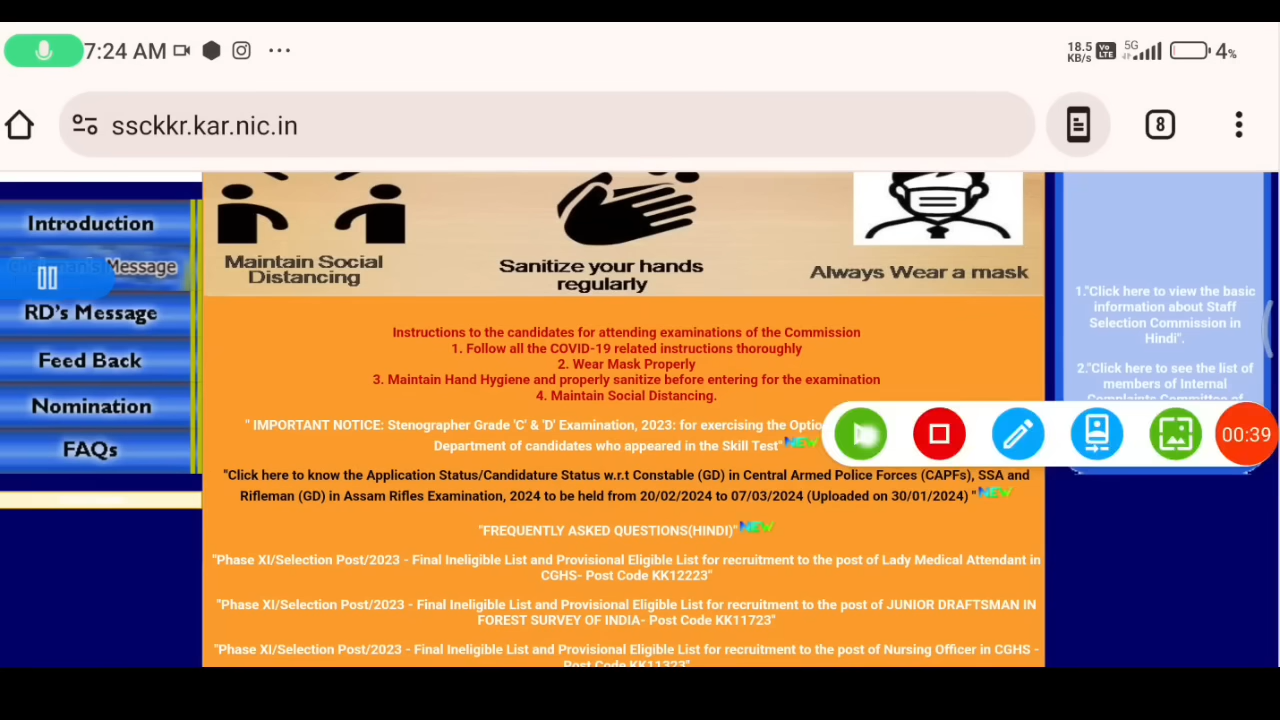 7:24 AM
18.5 KB/s
Vo LTE
5G
4%
ssckkr.kar.nic.in
8
Introduction
Message
RD's Message
Feed Back
Nomination
FAQs
Maintain Social
Distancing
Sanitize your hands
regularly
Always Wear a mask
Instructions to the candidates for attending examinations of the Commission
1. Follow all the COVID-19 related instructions thoroughly
2. Wear Mask Properly
3. Maintain Hand Hygiene and properly sanitize before entering for the examination
4. Maintain Social Distancing.
" IMPORTANT NOTICE: Stenographer Grade 'C' & 'D' Examination, 2023: for exercising the
Department of candidates who appeared in the Skill Test" NEW
"Click here to know the Application Status/Candidature Status w.r.t Constable (GD) in Central Armed Police Forces (CAPFs), SSA and
Rifleman (GD) in Assam Rifles Examination, 2024 to be held from 20/02/2024 to 07/03/2024 (Uploaded on 30/01/2024) " NEW
"FREQUENTLY ASKED QUESTIONS(HINDI)" NEW
"Phase XI/Selection Post/2023 - Final Ineligible List and Provisional Eligible List for recruitment to the post of Lady Medical Attendant in
CGHS- Post Code KK12223"
"Phase XI/Selection Post/2023 - Final Ineligible List and Provisional Eligible List for recruitment to the post of JUNIOR DRAFTSMAN IN
FOREST SURVEY OF INDIA- Post Code KK11723"
"Phase XI/Selection Post/2023 - Final Ineligible List and Provisional Eligible List for recruitment to the post of Nursing Officer in CGHS -
Post Code KK11323"
1."Click here to view the basic
information about Staff
Selection Commission in
Hindi".
2."Click here to see the list of
members of Internal
Complaints Committee of
00:39